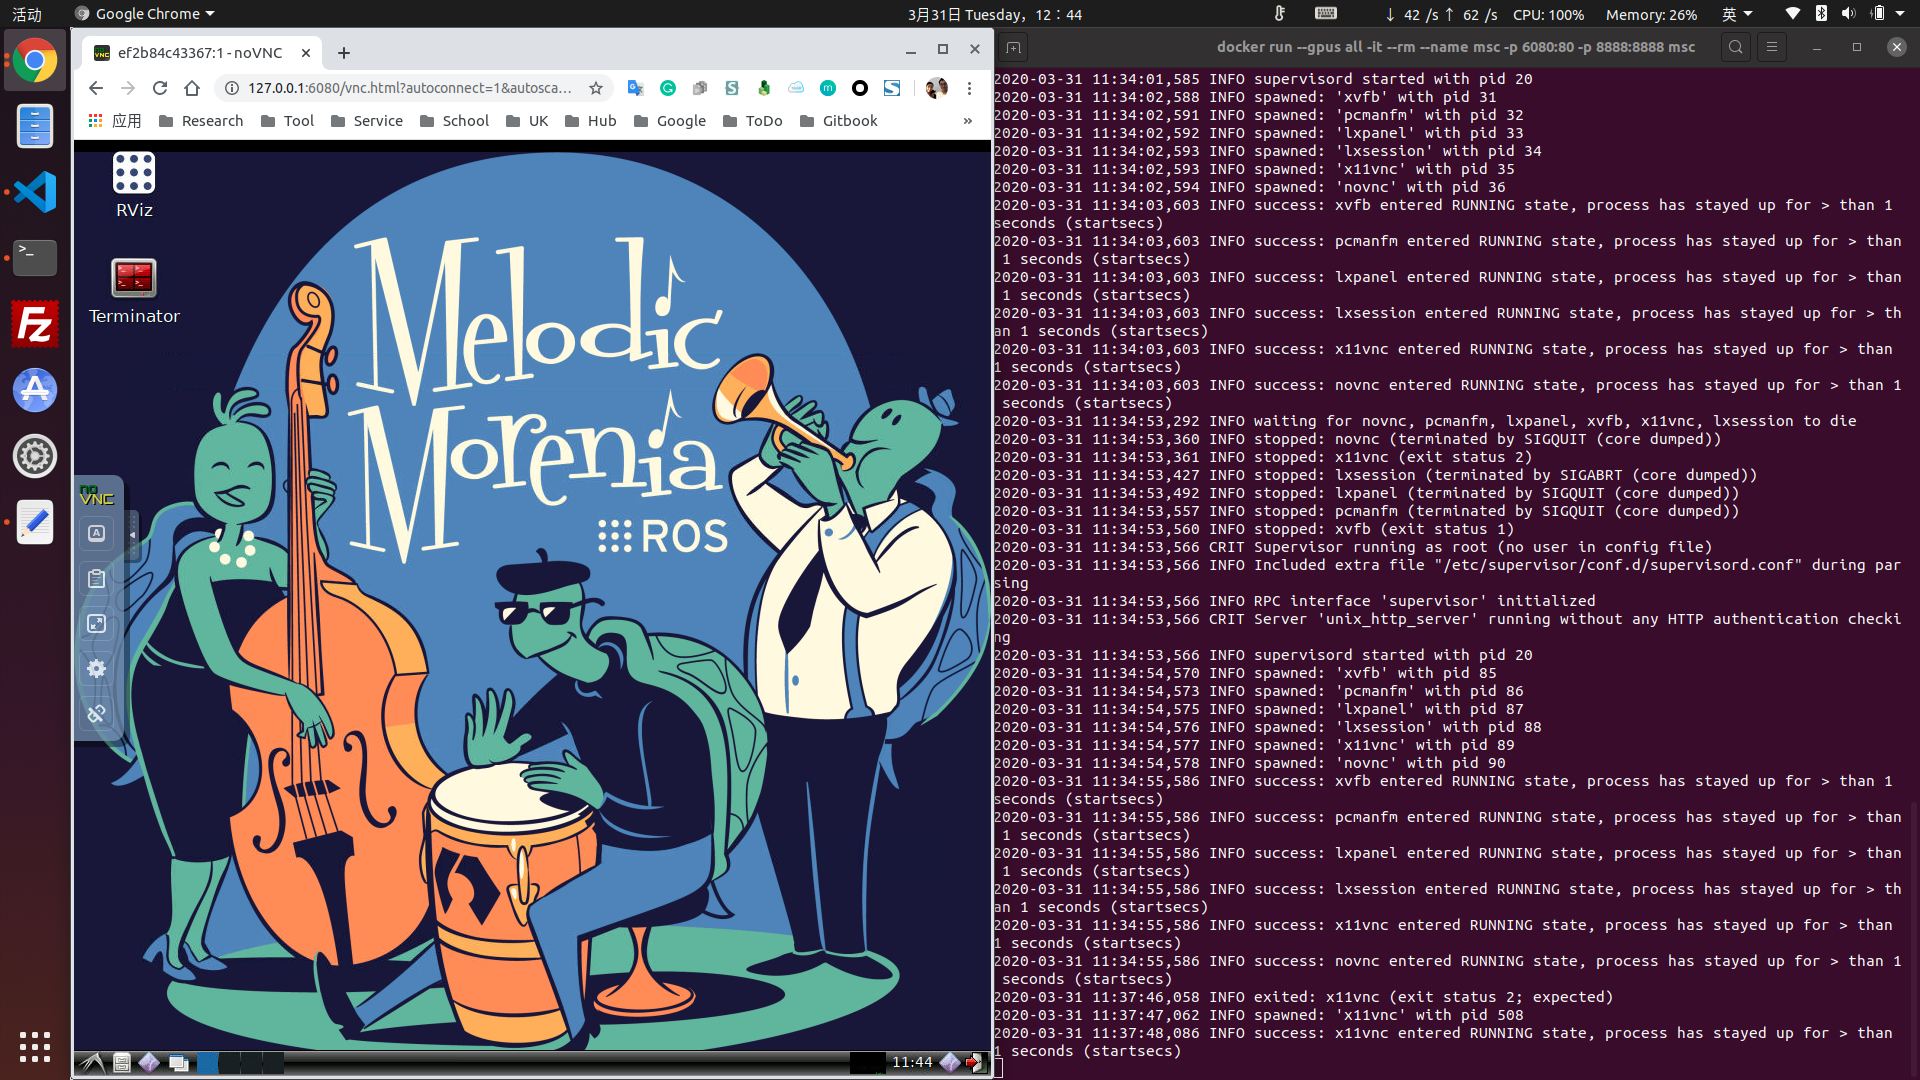 活动
Google Chrome
3月31日 Tuesday, 12：44
↓ 42 /s ↑ 62 /s
CPU: 100%
Memory: 26%
英
ef2b84c43367:1 - noVNC
127.0.0.1:6080/vnc.html?autoconnect=1&autosca...
应用
Research
Tool
Service
School
UK
Hub
Google
ToDo
Gitbook
»
RViz
Terminator
Melodic
Morenia
ROS
no
VNC
11:44
docker run --gpus all -it --rm --name msc -p 6080:80 -p 8888:8888 msc
2020-03-31 11:34:01,585 INFO supervisord started with pid 20
2020-03-31 11:34:02,588 INFO spawned: 'xvfb' with pid 31
2020-03-31 11:34:02,591 INFO spawned: 'pcmanfm' with pid 32
2020-03-31 11:34:02,592 INFO spawned: 'lxpanel' with pid 33
2020-03-31 11:34:02,593 INFO spawned: 'lxsession' with pid 34
2020-03-31 11:34:02,593 INFO spawned: 'x11vnc' with pid 35
2020-03-31 11:34:02,594 INFO spawned: 'novnc' with pid 36
2020-03-31 11:34:03,603 INFO success: xvfb entered RUNNING state, process has stayed up for > than 1
seconds (startsecs)
2020-03-31 11:34:03,603 INFO success: pcmanfm entered RUNNING state, process has stayed up for > than
1 seconds (startsecs)
2020-03-31 11:34:03,603 INFO success: lxpanel entered RUNNING state, process has stayed up for > than
1 seconds (startsecs)
2020-03-31 11:34:03,603 INFO success: lxsession entered RUNNING state, process has stayed up for > th
an 1 seconds (startsecs)
2020-03-31 11:34:03,603 INFO success: x11vnc entered RUNNING state, process has stayed up for > than
1 seconds (startsecs)
2020-03-31 11:34:03,603 INFO success: novnc entered RUNNING state, process has stayed up for > than 1
seconds (startsecs)
2020-03-31 11:34:53,292 INFO waiting for novnc, pcmanfm, lxpanel, xvfb, x11vnc, lxsession to die
2020-03-31 11:34:53,360 INFO stopped: novnc (terminated by SIGQUIT (core dumped))
2020-03-31 11:34:53,361 INFO stopped: x11vnc (exit status 2)
2020-03-31 11:34:53,427 INFO stopped: lxsession (terminated by SIGABRT (core dumped))
2020-03-31 11:34:53,492 INFO stopped: lxpanel (terminated by SIGQUIT (core dumped))
2020-03-31 11:34:53,557 INFO stopped: pcmanfm (terminated by SIGQUIT (core dumped))
2020-03-31 11:34:53,560 INFO stopped: xvfb (exit status 1)
2020-03-31 11:34:53,566 CRIT Supervisor running as root (no user in config file)
2020-03-31 11:34:53,566 INFO Included extra file "/etc/supervisor/conf.d/supervisord.conf" during par
sing
2020-03-31 11:34:53,566 INFO RPC interface 'supervisor' initialized
2020-03-31 11:34:53,566 CRIT Server 'unix_http_server' running without any HTTP authentication checki
ng
2020-03-31 11:34:53,566 INFO supervisord started with pid 20
2020-03-31 11:34:54,570 INFO spawned: 'xvfb' with pid 85
2020-03-31 11:34:54,573 INFO spawned: 'pcmanfm' with pid 86
2020-03-31 11:34:54,575 INFO spawned: 'lxpanel' with pid 87
2020-03-31 11:34:54,576 INFO spawned: 'lxsession' with pid 88
2020-03-31 11:34:54,577 INFO spawned: 'x11vnc' with pid 89
2020-03-31 11:34:54,578 INFO spawned: 'novnc' with pid 90
2020-03-31 11:34:55,586 INFO success: xvfb entered RUNNING state, process has stayed up for > than 1
seconds (startsecs)
2020-03-31 11:34:55,586 INFO success: pcmanfm entered RUNNING state, process has stayed up for > than
1 seconds (startsecs)
2020-03-31 11:34:55,586 INFO success: lxpanel entered RUNNING state, process has stayed up for > than
1 seconds (startsecs)
2020-03-31 11:34:55,586 INFO success: lxsession entered RUNNING state, process has stayed up for > th
an 1 seconds (startsecs)
2020-03-31 11:34:55,586 INFO success: x11vnc entered RUNNING state, process has stayed up for > than
1 seconds (startsecs)
2020-03-31 11:34:55,586 INFO success: novnc entered RUNNING state, process has stayed up for > than 1
seconds (startsecs)
2020-03-31 11:37:46,058 INFO exited: x11vnc (exit status 2; expected)
2020-03-31 11:37:47,062 INFO spawned: 'x11vnc' with pid 508
2020-03-31 11:37:48,086 INFO success: x11vnc entered RUNNING state, process has stayed up for > than
1 seconds (startsecs)